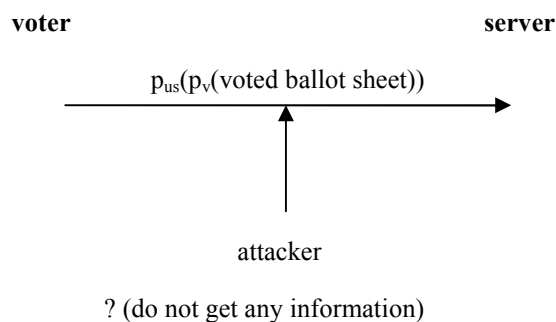 voter server
pus(pv(voted ballot sheet))
attacker
? (do not get any information)